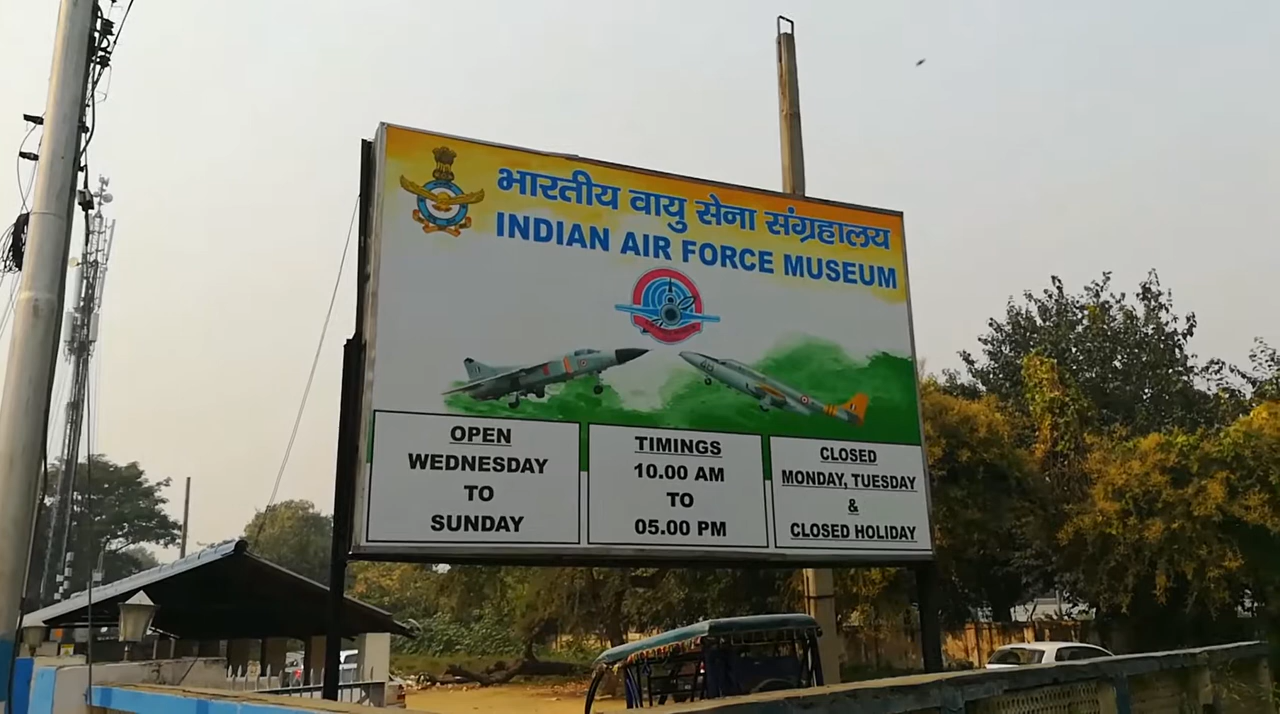 भारतीय वायु सेना संग्रहालय
INDIAN AIR FORCE MUSEUM
OPEN
WEDNESDAY
TO
SUNDAY
TIMINGS
10.00 AM
TO
05.00 PM
CLOSED
MONDAY, TUESDAY
&
CLOSED HOLIDAY